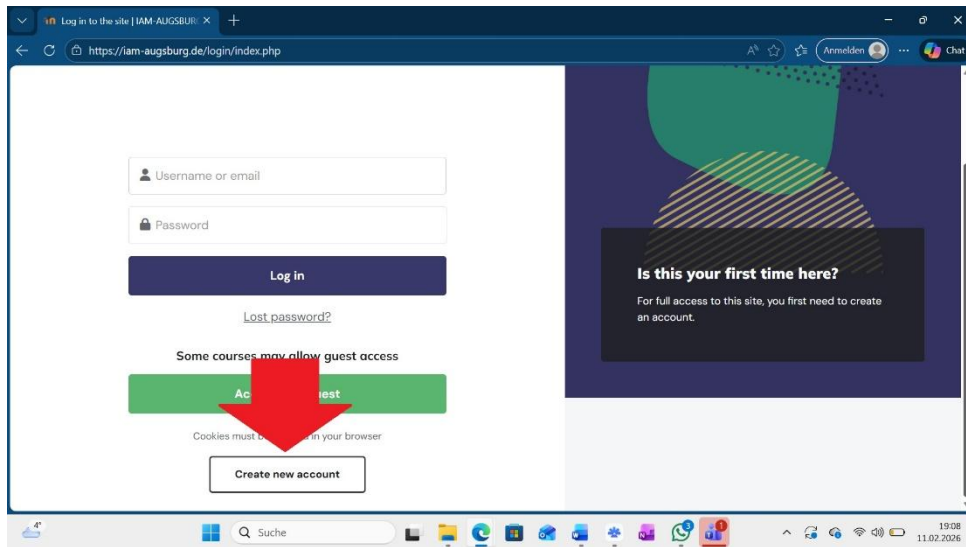 Log in to the site | IAM-AUGSBURG
https://iam-augsburg.de/login/index.php
Anmelden
Chat
Username or email
Password
Log in
Lost password?
Some courses may allow guest access
Cookies must in your browser
Create new account
Is this your first time here?
For full access to this site, you first need to create
an account.
4°
Suche
3
1
19:08
11.02.2026